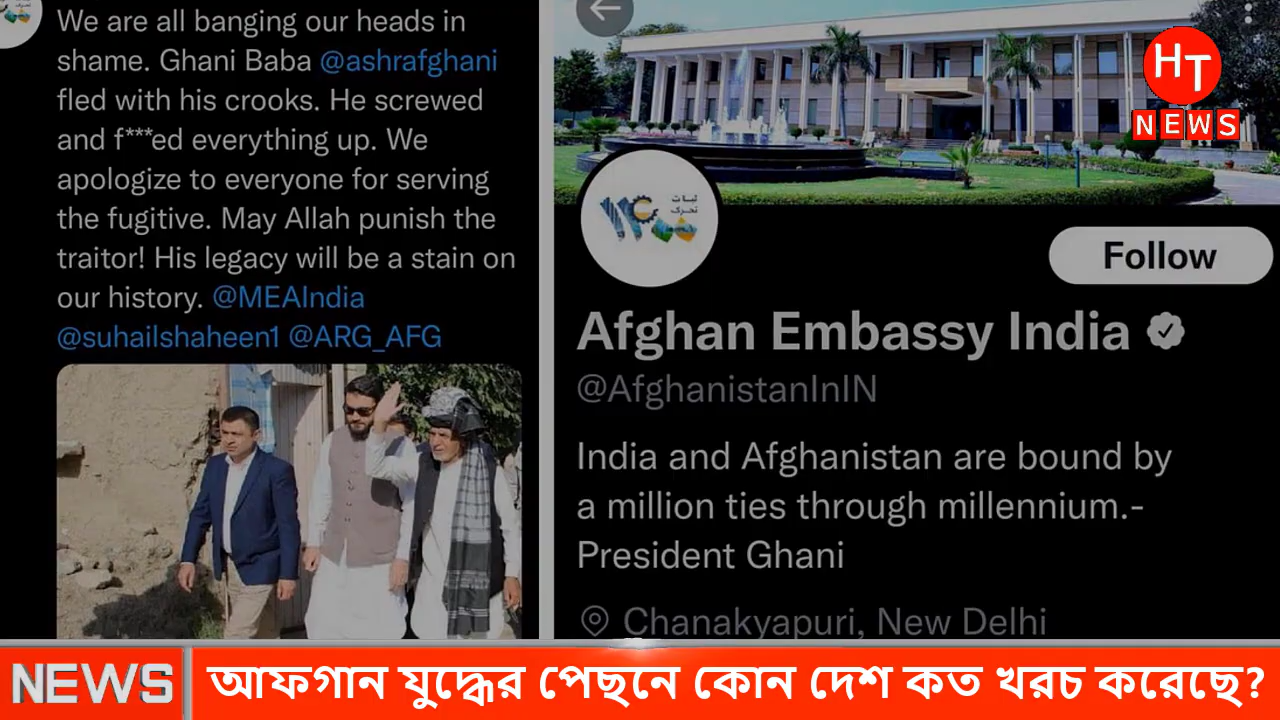 We are all banging our heads in
shame. Ghani Baba @ashrafghani
fled with his crooks. He screwed
and f***ed everything up. We
apologize to everyone for serving
the fugitive. May Allah punish the
traitor! His legacy will be a stain on
our history. @MEAIndia
@suhailshaheen1 @ARG_AFG
HT
NEWS
ثبات
تحرک
Follow
Afghan Embassy India
@AfghanistanInIN
India and Afghanistan are bound by
a million ties through millennium.-
President Ghani
Chanakyapuri, New Delhi
NEWS
আফগান যুদ্ধের পেছনে কোন দেশ কত খরচ করেছে?